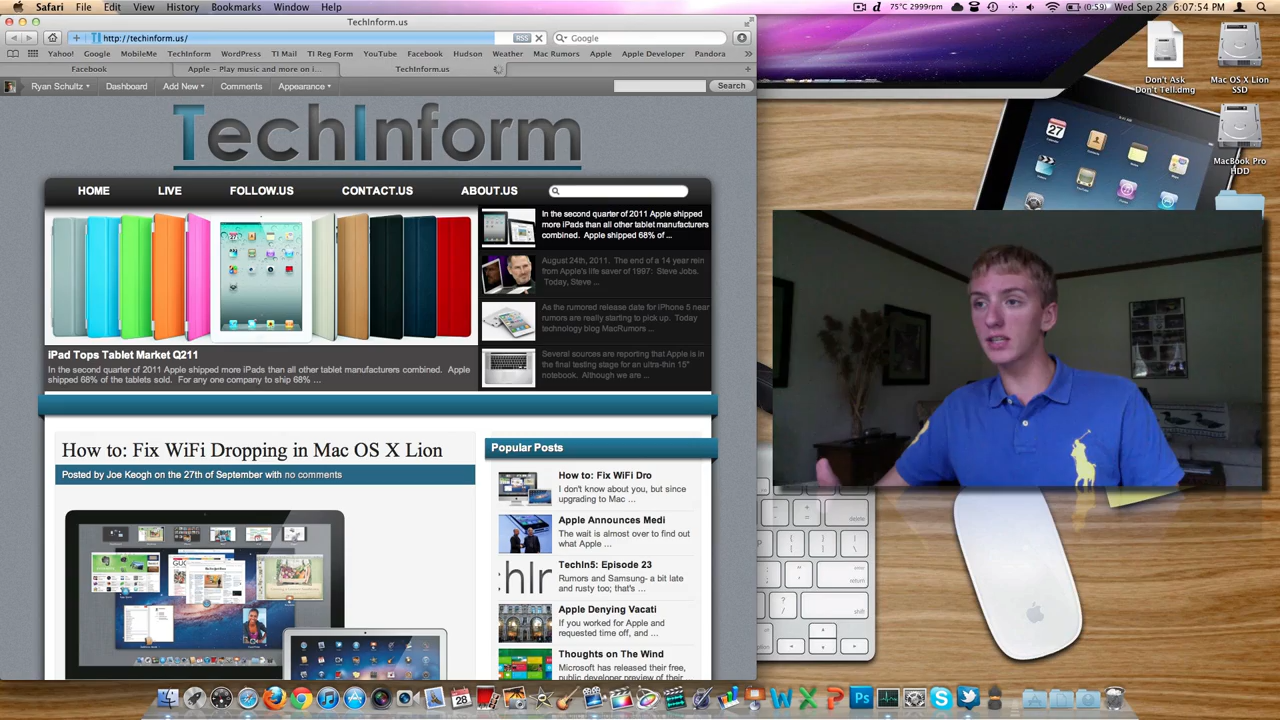 Safari File Edit View History Bookmarks Window Help
75°C 2999rpm
(0:59) Wed Sep 28 6:07:54 PM
TechInform.us
http://techinform.us/
RSS
Google
Yahoo! Google MobileMe TechInform WordPress TI Mail TI Reg Form YouTube Facebook Hudson Weather Mac Rumors Apple Apple Developer Pandora
Facebook
Apple – Play music and more on i...
TechInform.us
Ryan Schultz Dashboard Add New Comments Appearance
Search
TechInform
HOME LIVE FOLLOW.US CONTACT.US ABOUT.US
In the second quarter of 2011 Apple shipped
more iPads than all other tablet manufacturers
combined. Apple shipped 68% of ...
August 24th, 2011. The end of a 14 year rein
from Apple's life saver of 1997: Steve Jobs.
Today, Steve ...
As the rumored release date for iPhone 5 near
rumors are really starting to pick up. Today
technology blog MacRumors ...
Several sources are reporting that Apple is in
the final testing stage for an ultra-thin 15"
notebook. Although we are ...
iPad Tops Tablet Market Q211
In the second quarter of 2011 Apple shipped more iPads than all other tablet manufacturers combined. Apple
shipped 68% of the tablets sold. For any one company to ship 68% ...
How to: Fix WiFi Dropping in Mac OS X Lion
Posted by Joe Keogh on the 27th of September with no comments
Popular Posts
How to: Fix WiFi Dro
I don't know about you, but since
upgrading to Mac ...
Apple Announces Medi
The wait is almost over to find out
what Apple ...
TechIn5: Episode 23
Rumors and Samsung- a bit late
and rusty too; that's ...
Apple Denying Vacati
If you worked for Apple and
requested time off, and ...
Thoughts on The Wind
Microsoft has released their free,
public developer preview of their
Don't Ask
Don't Tell.dmg
Mac OS X Lion
SSD
MacBook Pro
HDD
delete
return
shift